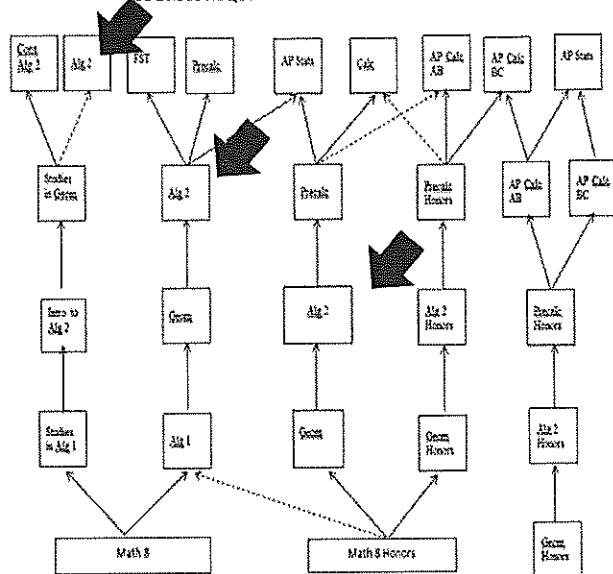 Conc
Alg 2
Alg 2
FST
Precalc
AP Stats
Calc
AP Calc
AB
AP Calc
BC
AP Stats
Studies
in Geom
Alg 2
Precalc
Precalc
Honors
AP Calc
AB
AP Calc
BC
Intro to
Alg 2
Geom
Alg 2
Alg 2
Honors
Precalc
Honors
Studies
in Alg 1
Alg 1
Geom
Geom
Honors
Alg 2
Honors
Math 8
Math 8 Honors
Geom
Honors